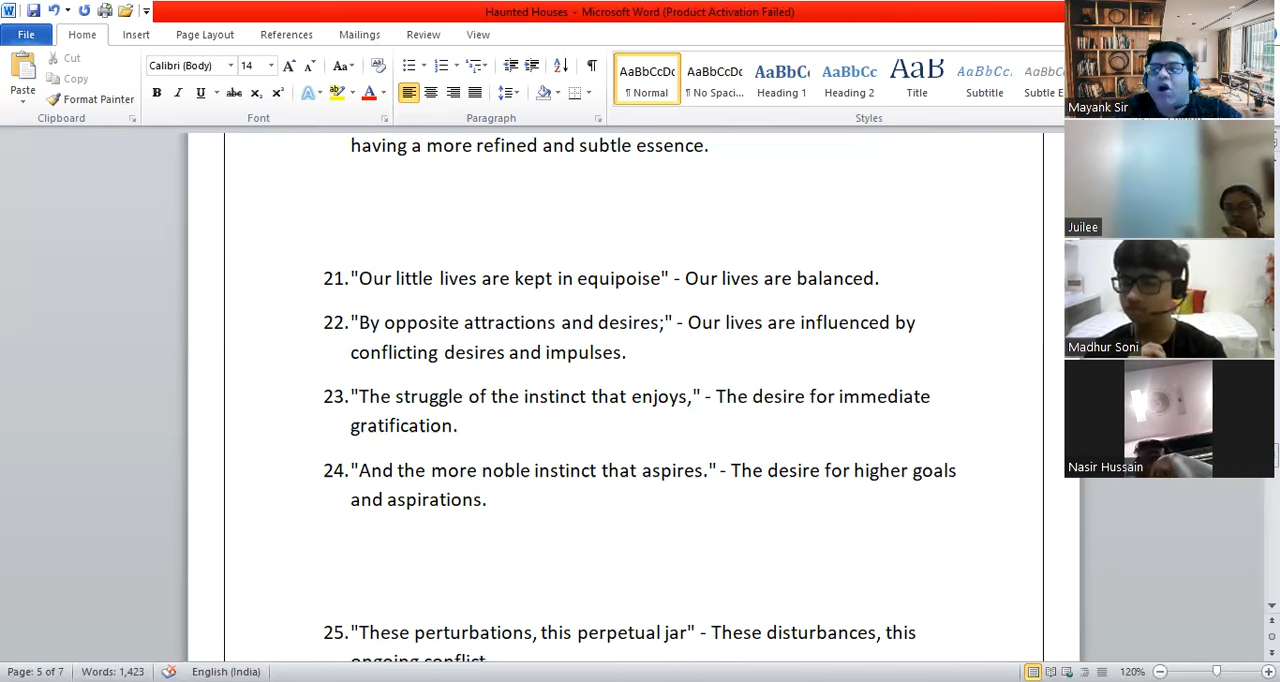 Haunted Houses - Microsoft Word (Product Activation Failed)
File Home Insert Page Layout References Mailings Review View
Paste
Cut
Copy
Format Painter
Clipboard
Calibri (Body) 14
Font
Paragraph
AaBbCcDc AaBbCcDc AaBbC AaBbCc AaB AaBbCc. AaBbCc
¶ Normal ¶ No Spaci... Heading 1 Heading 2 Title Subtitle Subtle E
Styles
Mayank Sir
Juilee
Madhur Soni
Nasir Hussain
having a more refined and subtle essence.
21. "Our little lives are kept in equipoise" - Our lives are balanced.
22. "By opposite attractions and desires;" - Our lives are influenced by
conflicting desires and impulses.
23. "The struggle of the instinct that enjoys," - The desire for immediate
gratification.
24. "And the more noble instinct that aspires." - The desire for higher goals
and aspirations.
25. "These perturbations, this perpetual jar" - These disturbances, this
ongoing conflict
Page: 5 of 7 Words: 1,423 English (India) 120%